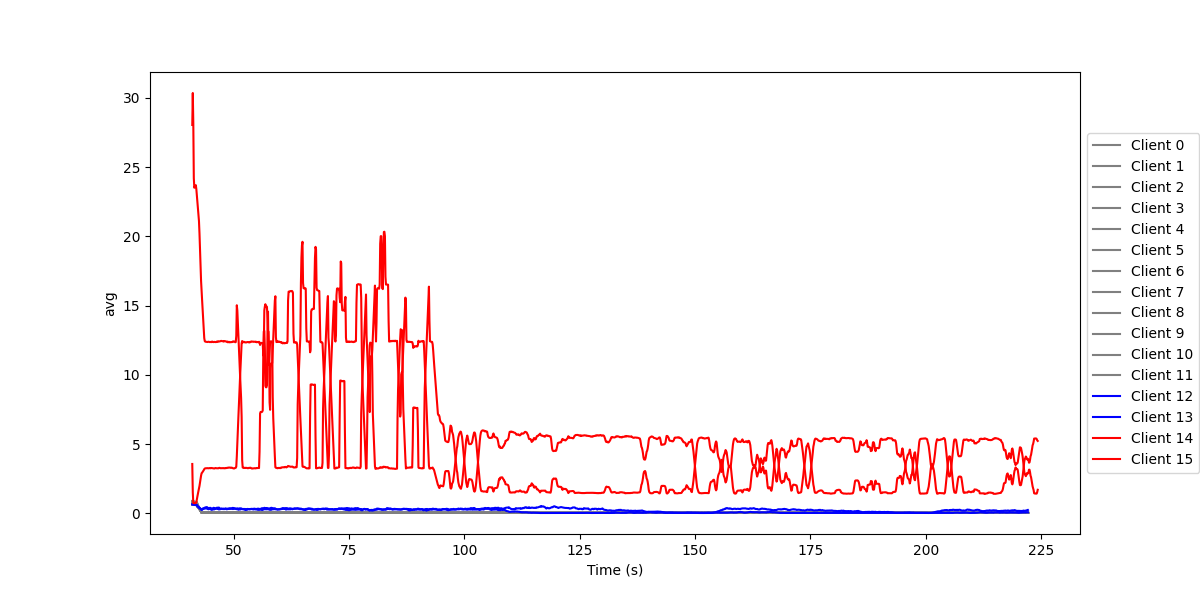 30
25
20
15
10
5
0
avg
50
75
100
125
150
175
200
225
Time (s)
Client 0
Client 1
Client 2
Client 3
Client 4
Client 5
Client 6
Client 7
Client 8
Client 9
Client 10
Client 11
Client 12
Client 13
Client 14
Client 15